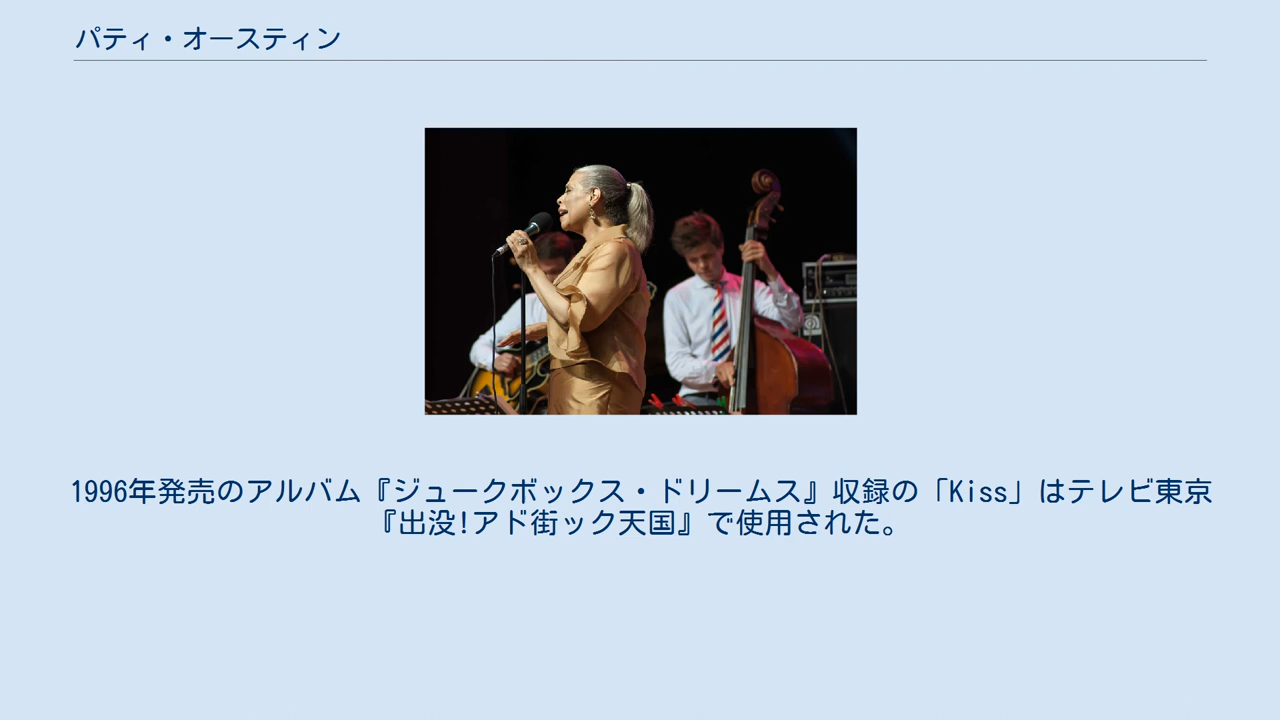 パティ・オースティン
1996年発売のアルバム『ジュークボックス・ドリームス』収録の「Kiss」はテレビ東京
『出没!アド街ック天国』で使用された。